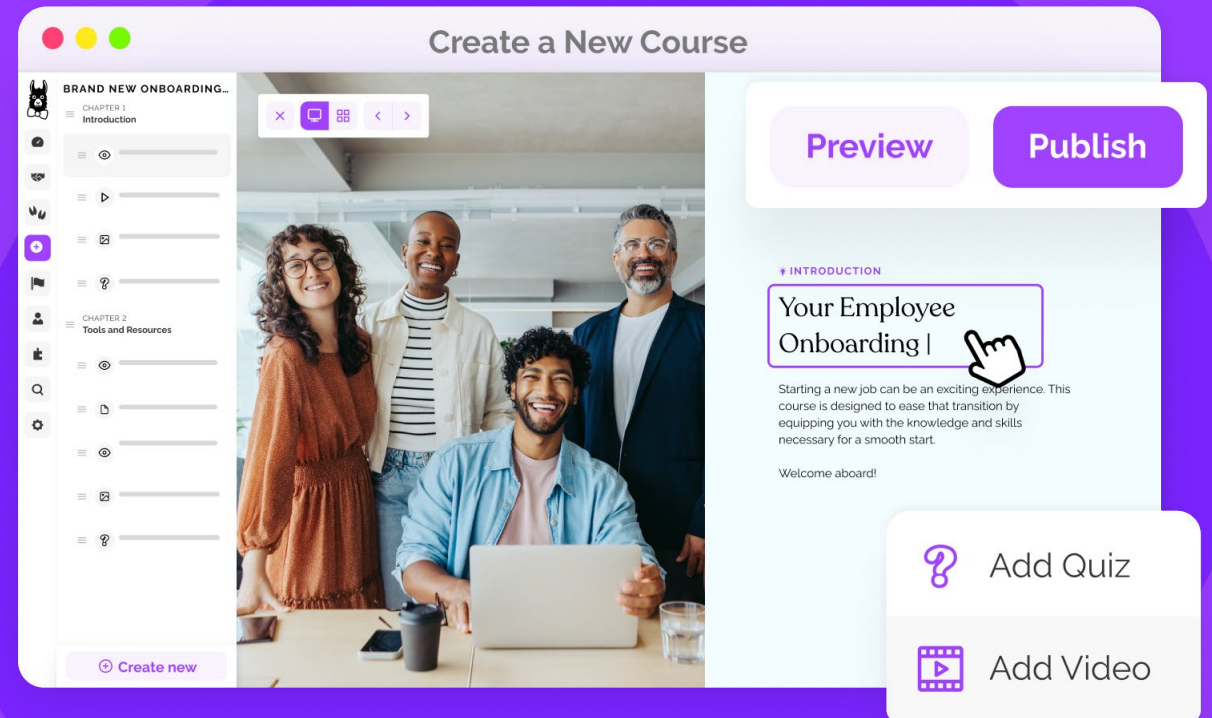 Create a New Course
BRAND NEW ONBOARDING...
CHAPTER 1
Introduction
CHAPTER 2
Tools and Resources
Create new
Preview
Publish
INTRODUCTION
Your Employee
Onboarding |
Starting a new job can be an exciting experience. This
course is designed to ease that transition by
equipping you with the knowledge and skills
necessary for a smooth start.
Welcome aboard!
Add Quiz
Add Video